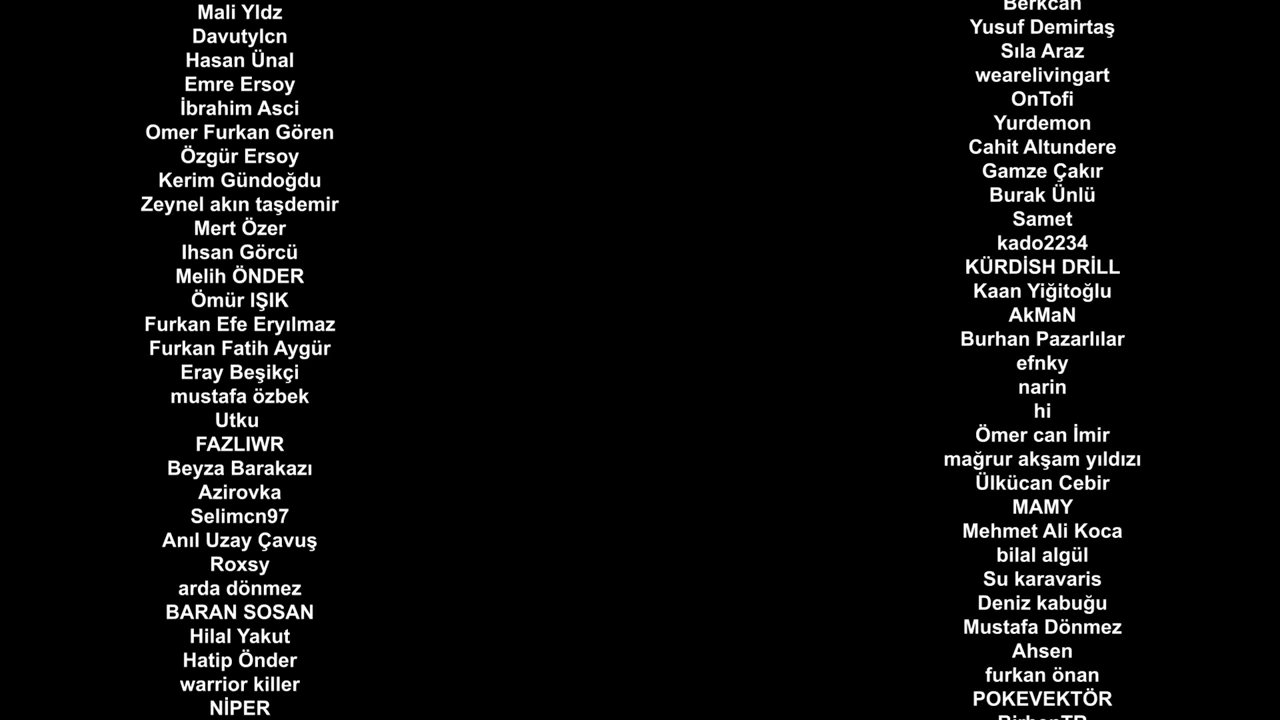 Mali Yldz
Davutylcn
Hasan Ünal
Emre Ersoy
İbrahim Asci
Omer Furkan Gören
Özgür Ersoy
Kerim Gündoğdu
Zeynel akın taşdemir
Mert Özer
Ihsan Görcü
Melih ÖNDER
Ömür IŞIK
Furkan Efe Eryılmaz
Furkan Fatih Aygür
Eray Beşikçi
mustafa özbek
Utku
FAZLIWR
Beyza Barakazı
Azirovka
Selimcn97
Anıl Uzay Çavuş
Roxsy
arda dönmez
BARAN SOSAN
Hilal Yakut
Hatip Önder
warrior killer
NİPER
Berkcan
Yusuf Demirtaş
Sıla Araz
wearelivingart
OnTofi
Yurdemon
Cahit Altundere
Gamze Çakır
Burak Ünlü
Samet
kado2234
KÜRDİSH DRİLL
Kaan Yiğitoğlu
AkMaN
Burhan Pazarlılar
efnky
narin
hi
Ömer can İmir
mağrur akşam yıldızı
Ülkücan Cebir
MAMY
Mehmet Ali Koca
bilal algül
Su karavaris
Deniz kabuğu
Mustafa Dönmez
Ahsen
furkan önan
POKEVEKTÖR